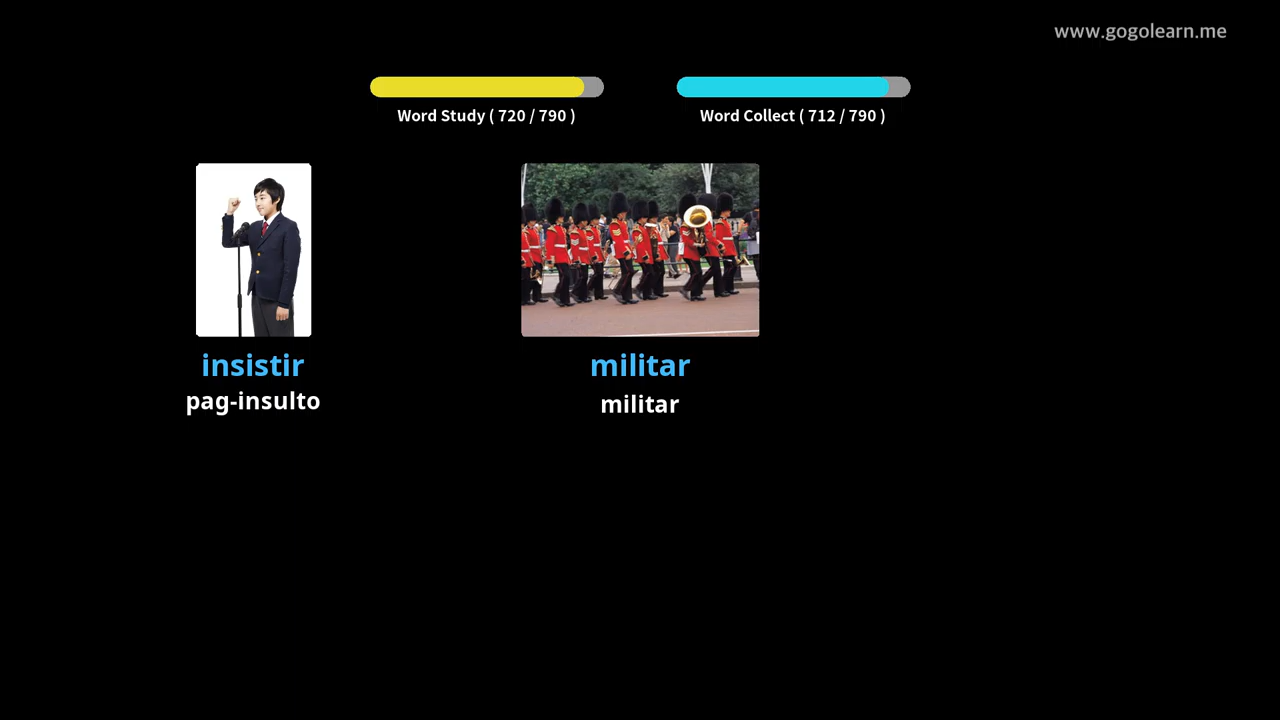 www.gogolearn.me
Word Study ( 720 / 790 )
Word Collect ( 712 / 790 )
insistir
pag-insulto
militar
militar